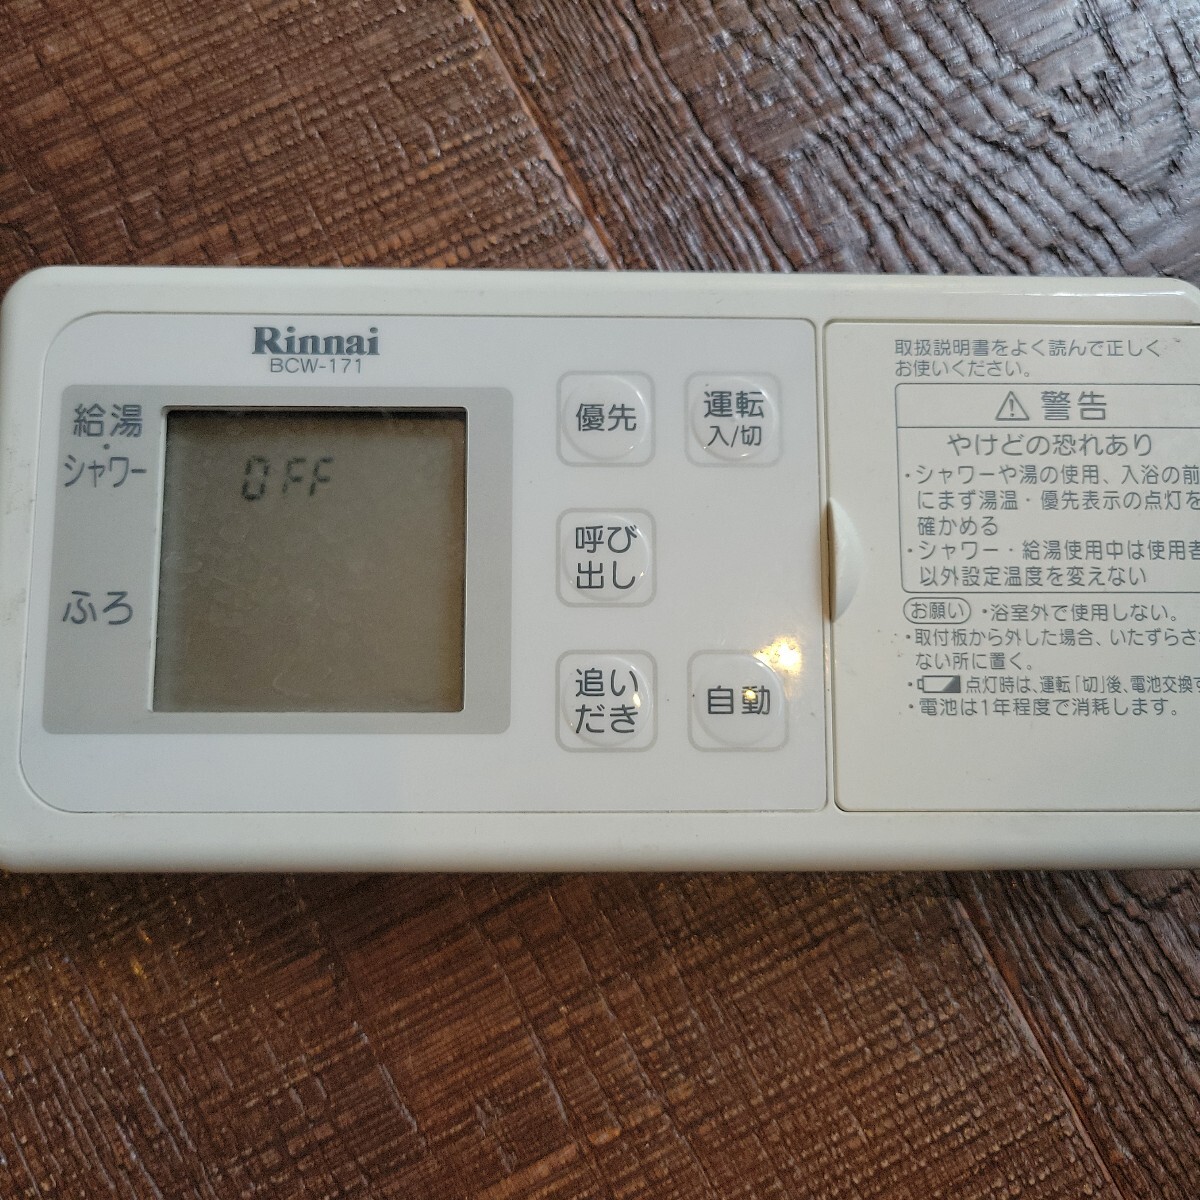 Rinnai
BCW-171
給湯
・
シャワー
OFF
ふろ
優先
運転
入/切
呼び
出し
追い
だき
自動
取扱説明書をよく読んで正しく
お使いください。
⚠警告
やけどの恐れあり
・シャワーや湯の使用、入浴の前
にまず湯温・優先表示の点灯を
確かめる
・シャワー・給湯使用中は使用者
以外設定温度を変えない
お願い ・浴室外で使用しない。
・取付板から外した場合、いたずらさ
ない所に置く。
・点灯時は、運転「切」後、電池交換す
・電池は1年程度で消耗します。